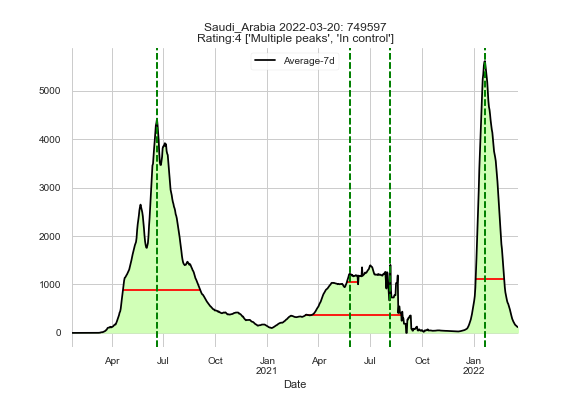 Saudi_Arabia 2022-03-20: 749597
Rating:4 ['Multiple peaks', 'In control']
Average-7d
5000
4000
3000
2000
1000
0
Apr Jul Oct Jan Apr Jul Oct Jan
2021 2022
Date